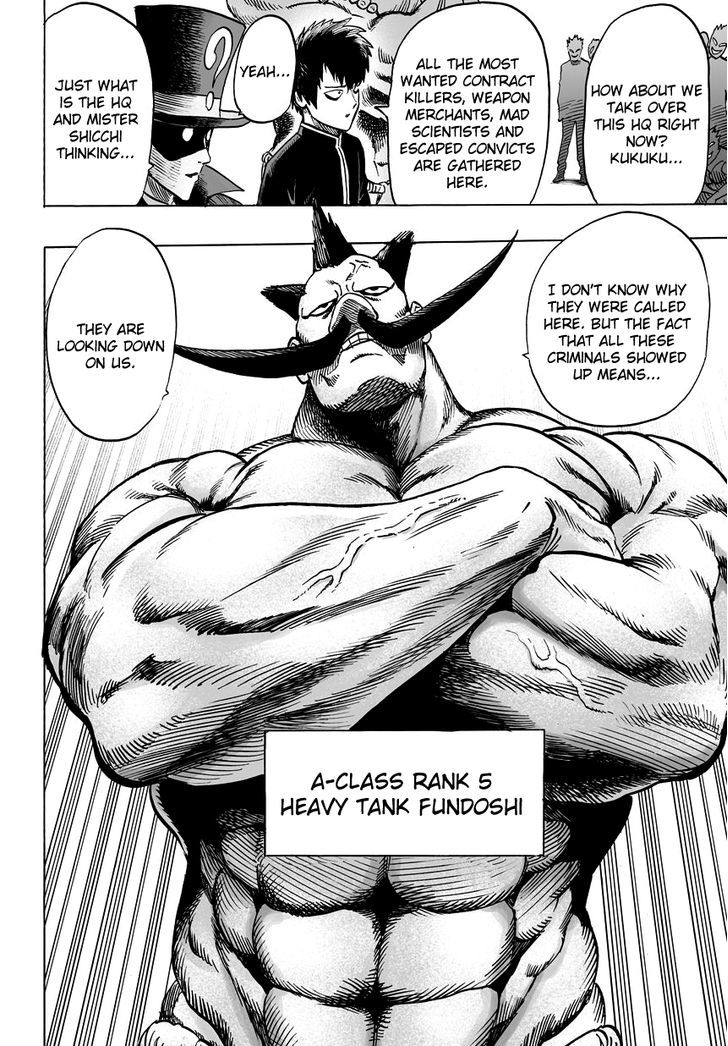 HOW ABOUT WE
TAKE OVER
THIS HQ RIGHT
NOW?
KUKUKU...
ALL THE MOST
WANTED CONTRACT
KILLERS, WEAPON
MERCHANTS, MAD
SCIENTISTS AND
ESCAPED CONVICTS
ARE GATHERED
HERE.
YEAH...
JUST WHAT
IS THE HQ
AND MISTER
SHICCHI
THINKING...
?
I DON'T KNOW WHY
THEY WERE CALLED
HERE. BUT THE FACT
THAT ALL THESE
CRIMINALS SHOWED
UP MEANS...
THEY ARE
LOOKING DOWN
ON US.
A-CLASS RANK 5
HEAVY TANK FUNDOSHI